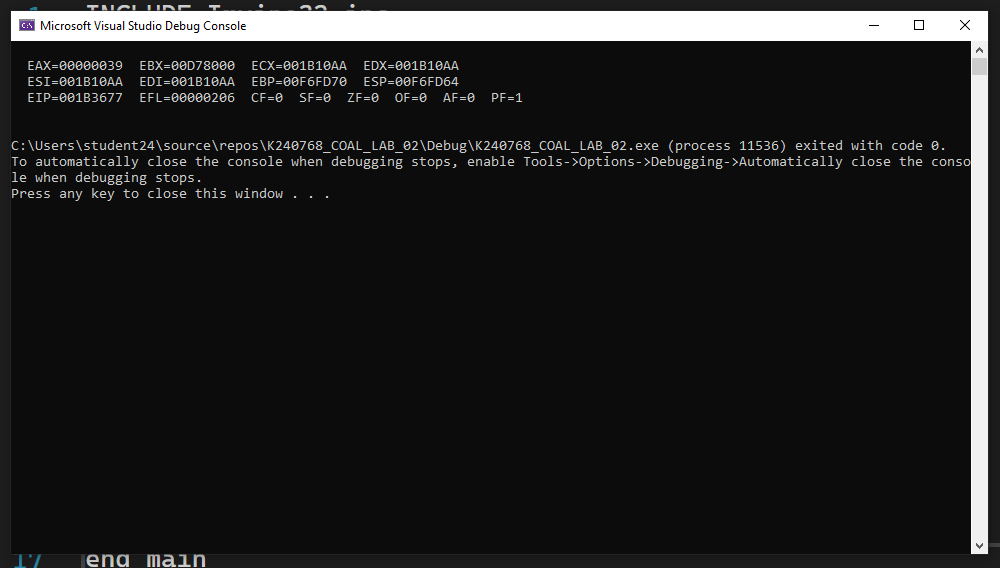 Microsoft Visual Studio Debug Console
EAX=00000039  EBX=00D78000  ECX=001B10AA  EDX=001B10AA
ESI=001B10AA  EDI=001B10AA  EBP=00F6FD70  ESP=00F6FD64
EIP=001B3677  EFL=00000206  CF=0  SF=0  ZF=0  OF=0  AF=0  PF=1
C:\Users\student24\source\repos\K240768_COAL_LAB_02\Debug\K240768_COAL_LAB_02.exe (process 11536) exited with code 0.
To automatically close the console when debugging stops, enable Tools->Options->Debugging->Automatically close the conso
le when debugging stops.
Press any key to close this window . . .
17 end main